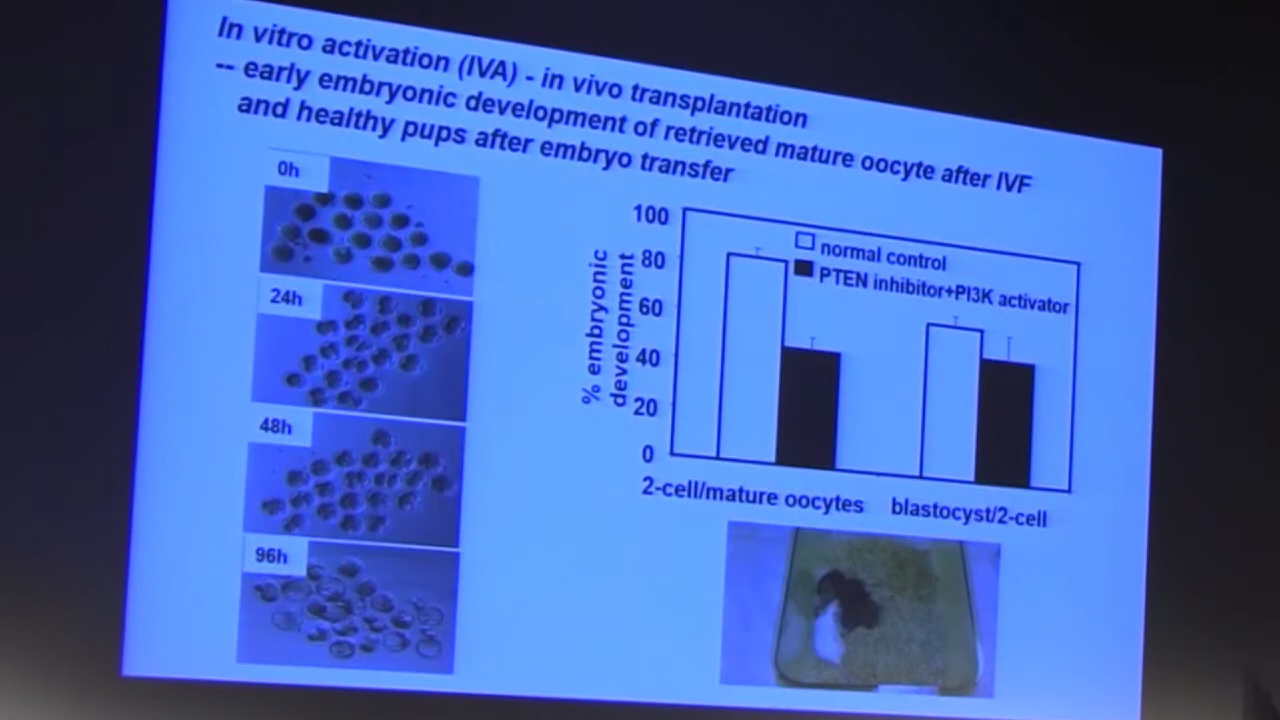 In vitro activation (IVA) - in vivo transplantation
-- early embryonic development of retrieved mature oocyte after IVF
and healthy pups after embryo transfer
0h
24h
48h
96h
% embryonic
development
100
80
60
40
20
0
normal control
PTEN inhibitor+PI3K activator
2-cell/mature oocytes
blastocyst/2-cell